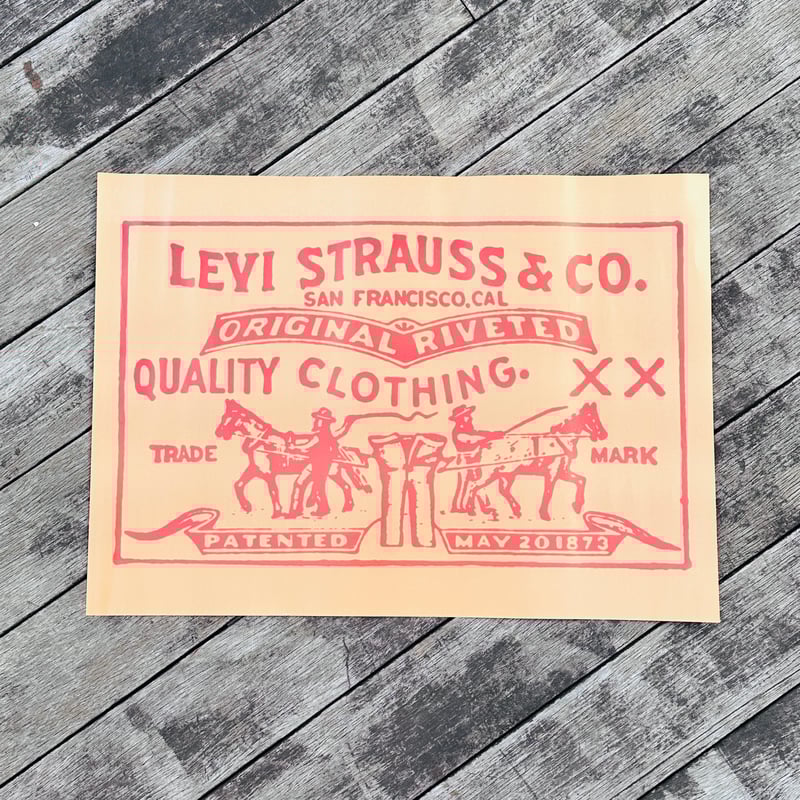 LEVI STRAUSS & CO.
SAN FRANCISCO, CAL
ORIGINAL RIVETED
QUALITY CLOTHING. XX
TRADE MARK
PATENTED MAY 20 1873